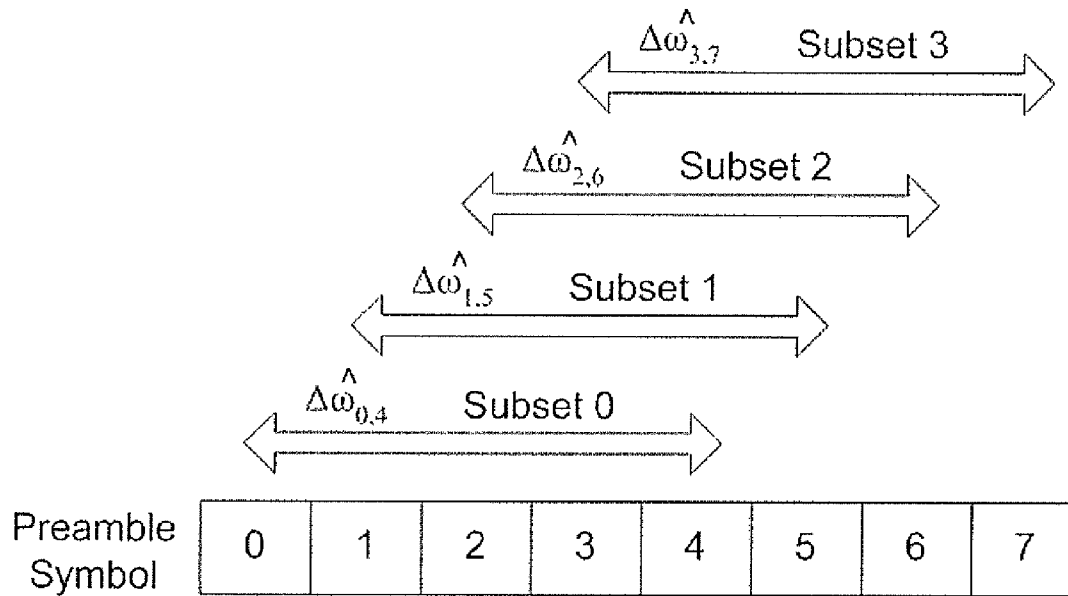 Δω̂3,7 Subset 3
Δω̂2,6 Subset 2
Δω̂1,5 Subset 1
Δω̂0,4 Subset 0
Preamble Symbol 0 1 2 3 4 5 6 7